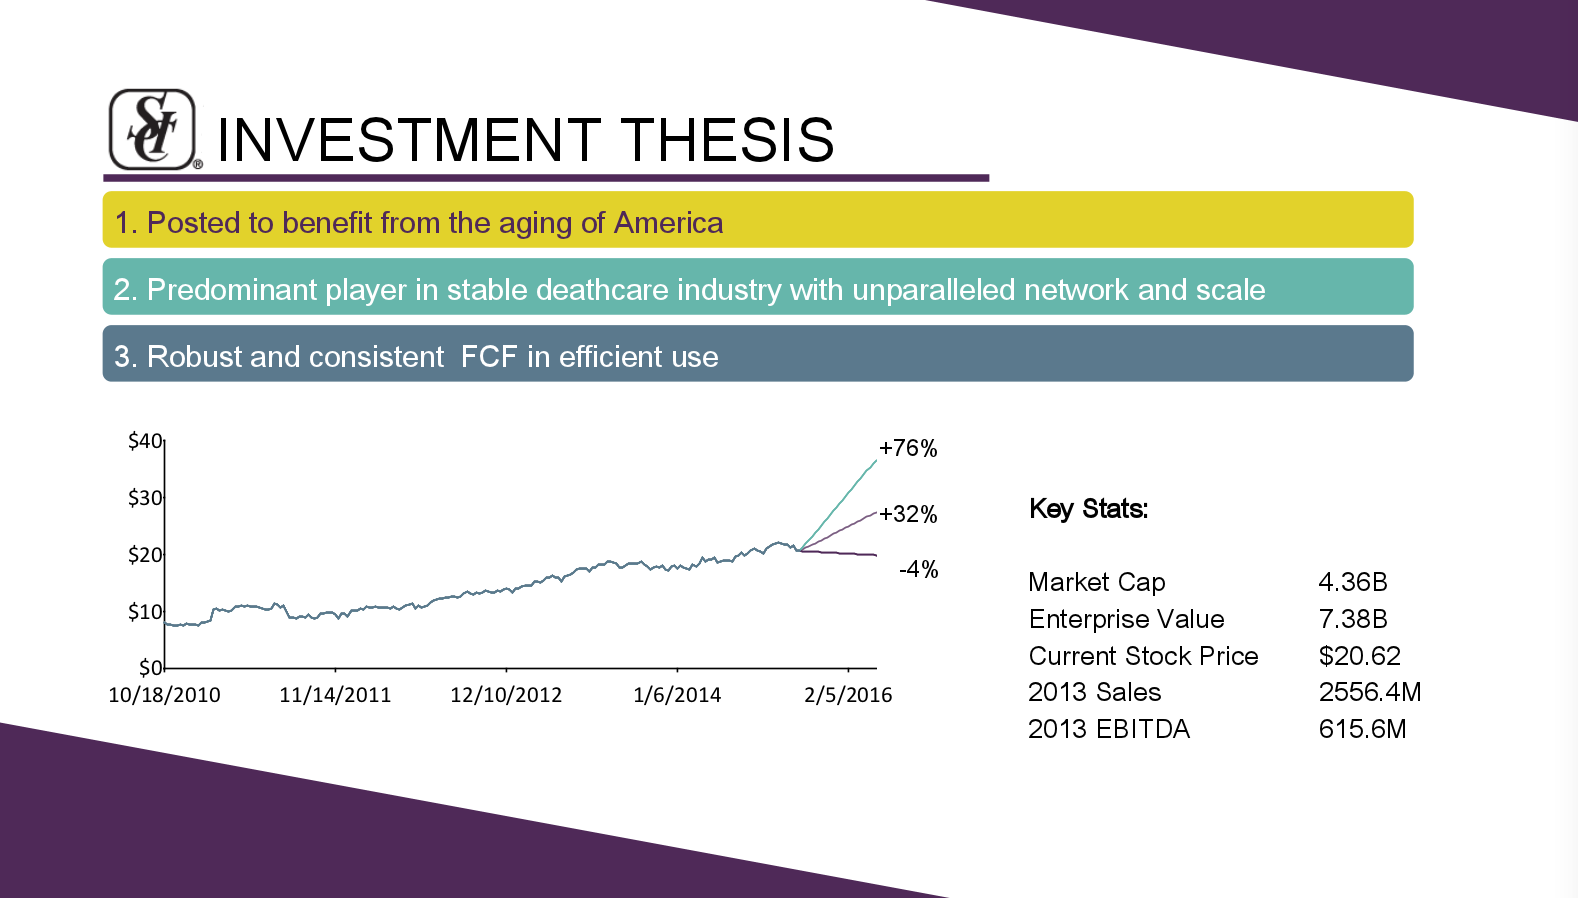 SCI ®
INVESTMENT THESIS
1. Posted to benefit from the aging of America
2. Predominant player in stable deathcare industry with unparalleled network and scale
3. Robust and consistent  FCF in efficient use
$40
$30
$20
$10
$0
10/18/2010 11/14/2011 12/10/2012 1/6/2014 2/5/2016
+76%
+32%
-4%
Key Stats:
Market Cap 4.36B
Enterprise Value 7.38B
Current Stock Price $20.62
2013 Sales 2556.4M
2013 EBITDA 615.6M